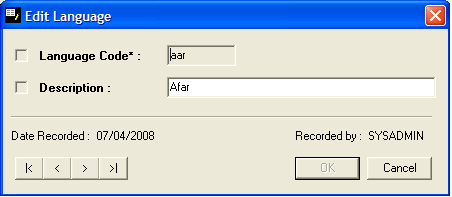 Edit Language
Language Code* : aar
Description : Afar
Date Recorded : 07/04/2008 Recorded by : SYSADMIN
|< < > >| OK Cancel